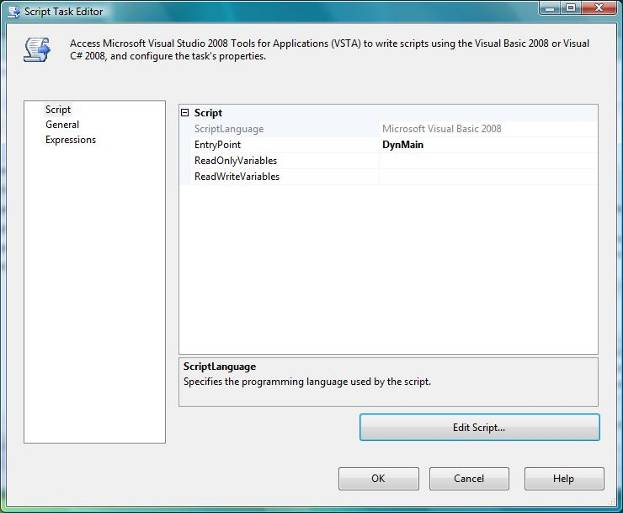 Script Task Editor
Access Microsoft Visual Studio 2008 Tools for Applications (VSTA) to write scripts using the Visual Basic 2008 or Visual
C# 2008, and configure the task's properties.
Script
General
Expressions
Script
ScriptLanguage Microsoft Visual Basic 2008
EntryPoint DynMain
ReadOnlyVariables
ReadWriteVariables
ScriptLanguage
Specifies the programming language used by the script.
Edit Script...
OK Cancel Help